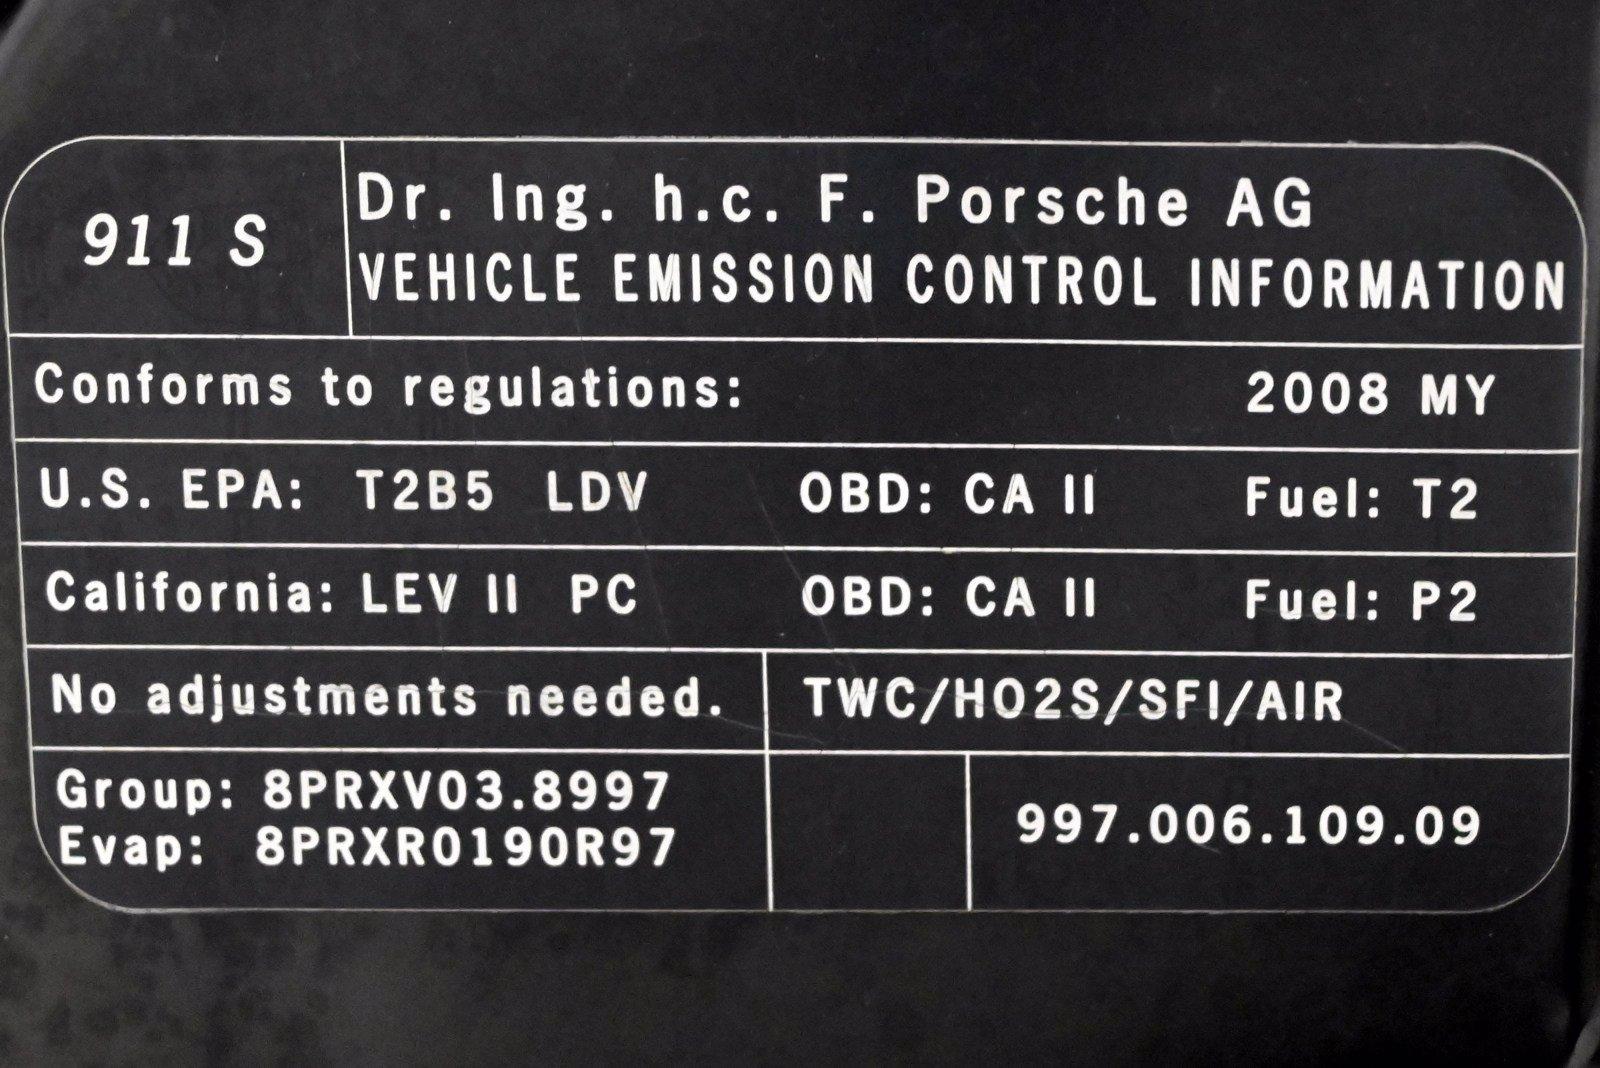 911 S
Dr. Ing. h.c. F. Porsche AG
VEHICLE EMISSION CONTROL INFORMATION
Conforms to regulations: 2008 MY
U.S. EPA: T2B5 LDV OBD: CA II Fuel: T2
California: LEV II PC OBD: CA II Fuel: P2
No adjustments needed. TWC/HO2S/SFI/AIR
Group: 8PRXV03.8997
Evap: 8PRXR0190R97
997.006.109.09